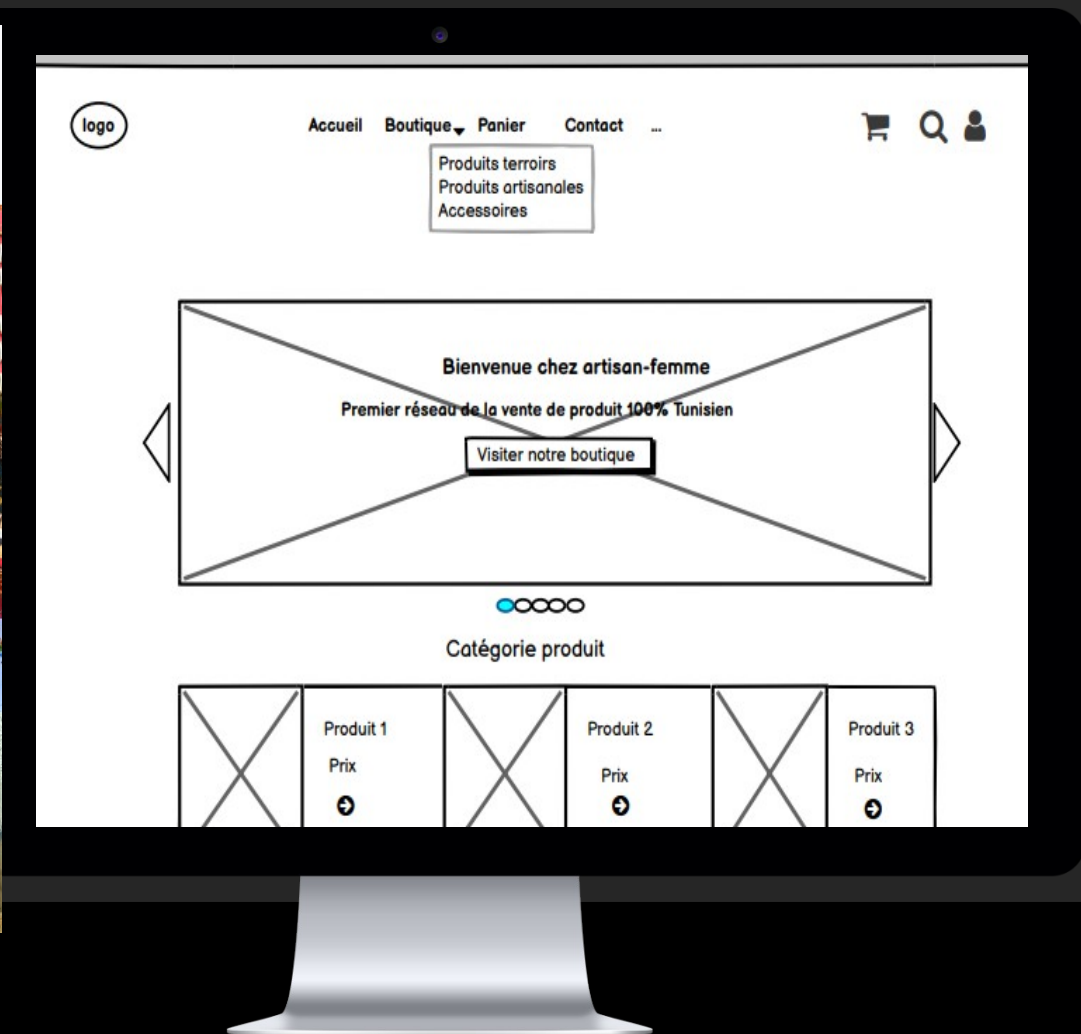 logo
Accueil Boutique Panier Contact ...
Produits terroirs
Produits artisanales
Accessoires
Bienvenue chez artisan-femme
Premier réseau de la vente de produit 100% Tunisien
Visiter notre boutique
Catégorie produit
Produit 1
Prix
Produit 2
Prix
Produit 3
Prix